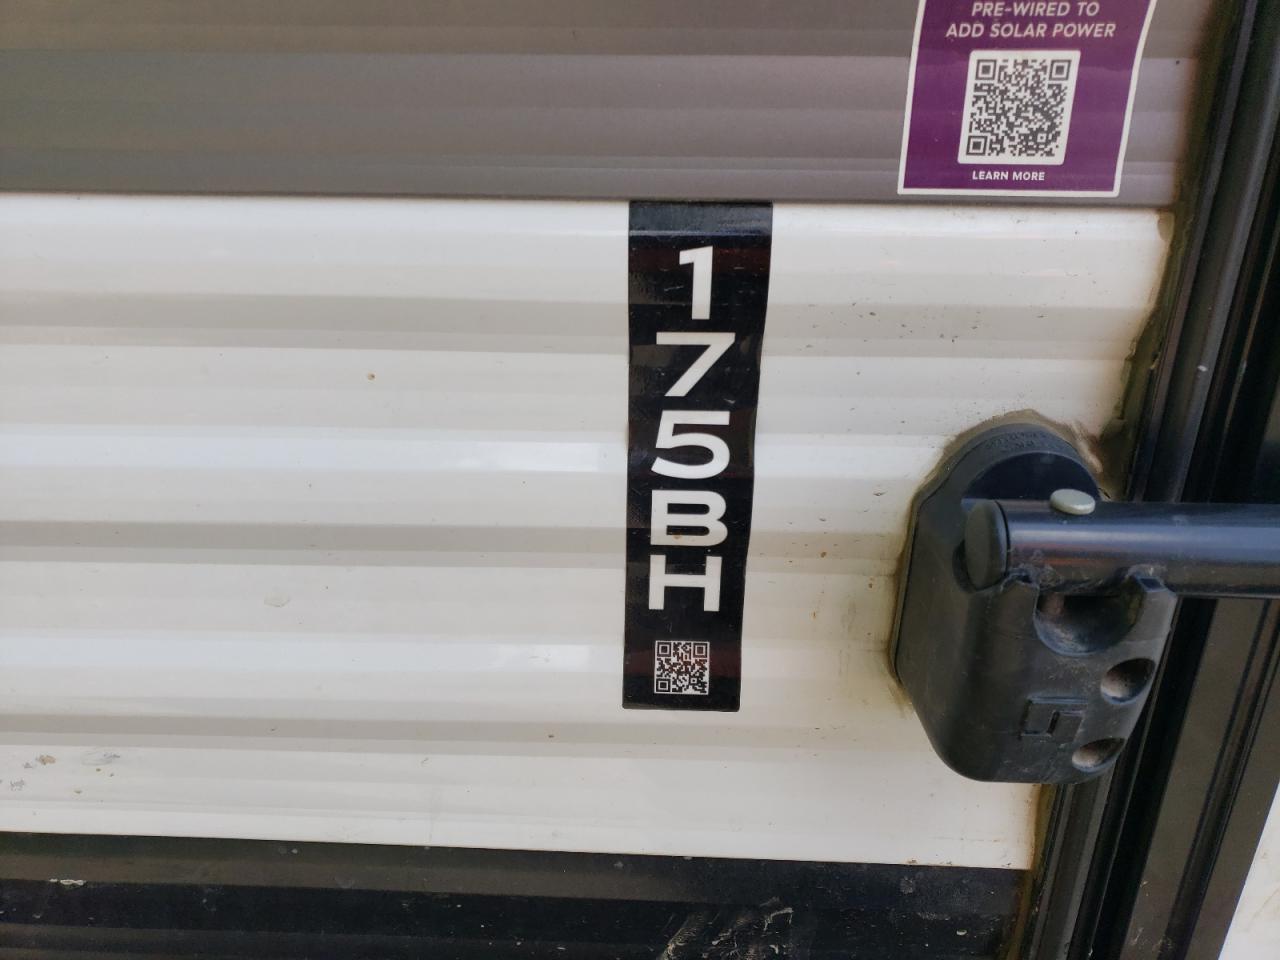 PRE-WIRED TO
ADD SOLAR POWER
LEARN MORE
175BH